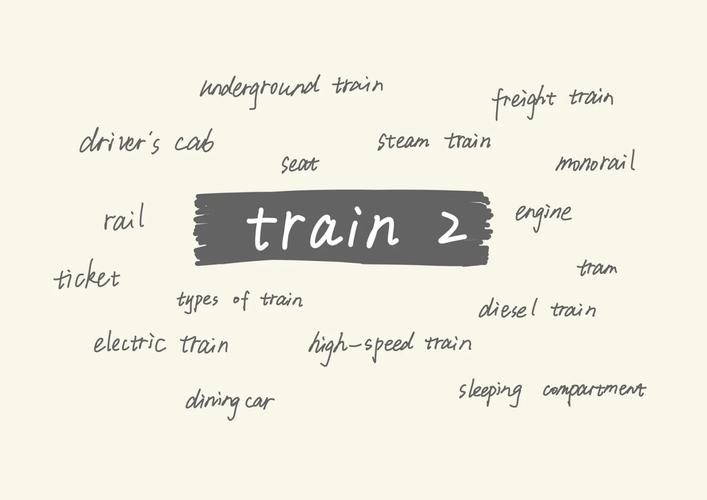 underground train
freight train
driver's cab
steam train
seat
monorail
rail
train 2
engine
ticket
tram
types of train
diesel train
electric train
high-speed train
dining car
sleeping compartment